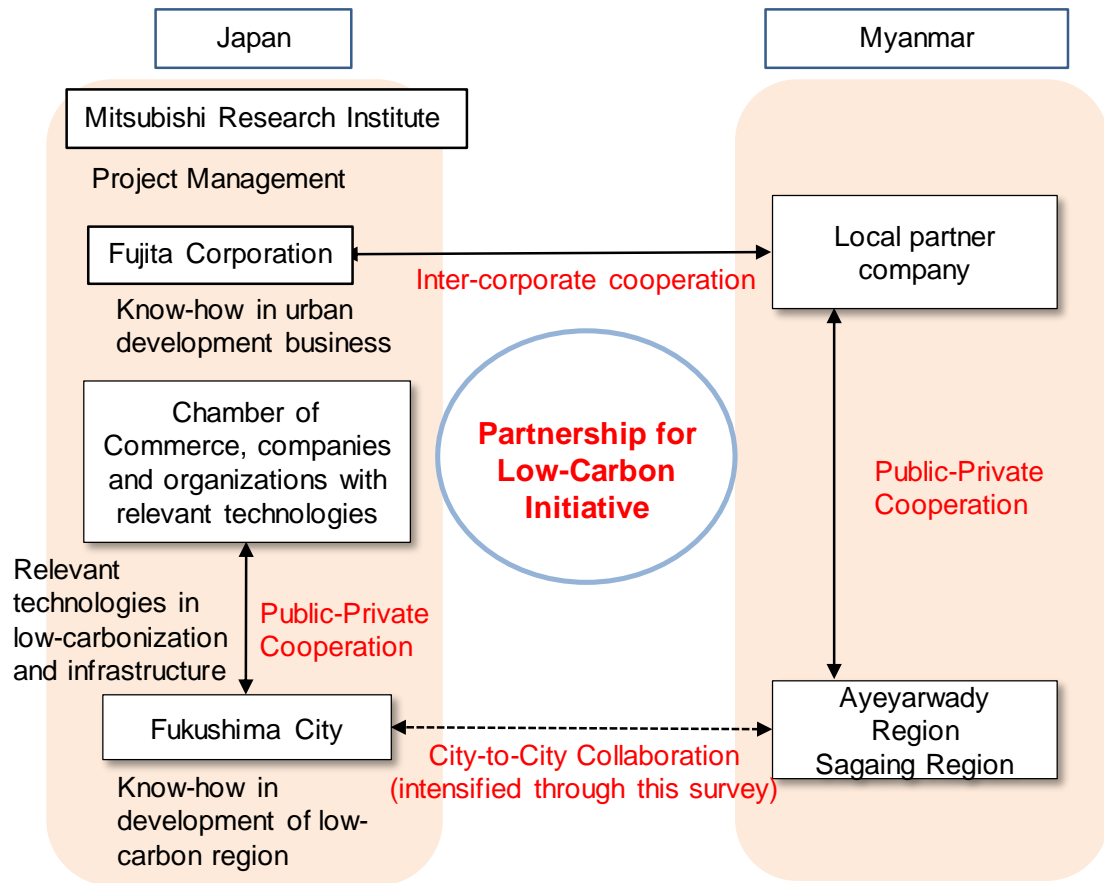 Japan
Myanmar
Mitsubishi Research Institute
Project Management
Fujita Corporation
Inter-corporate cooperation
Local partner
company
Know-how in urban
development business
Chamber of
Commerce, companies
and organizations with
relevant technologies
Partnership for
Low-Carbon
Initiative
Public-Private
Cooperation
Relevant
technologies in
low-carbonization
and infrastructure
Public-Private
Cooperation
Fukushima City
City-to-City Collaboration
(intensified through this survey)
Ayeyarwady
Region
Sagaing Region
Know-how in
development of low-
carbon region